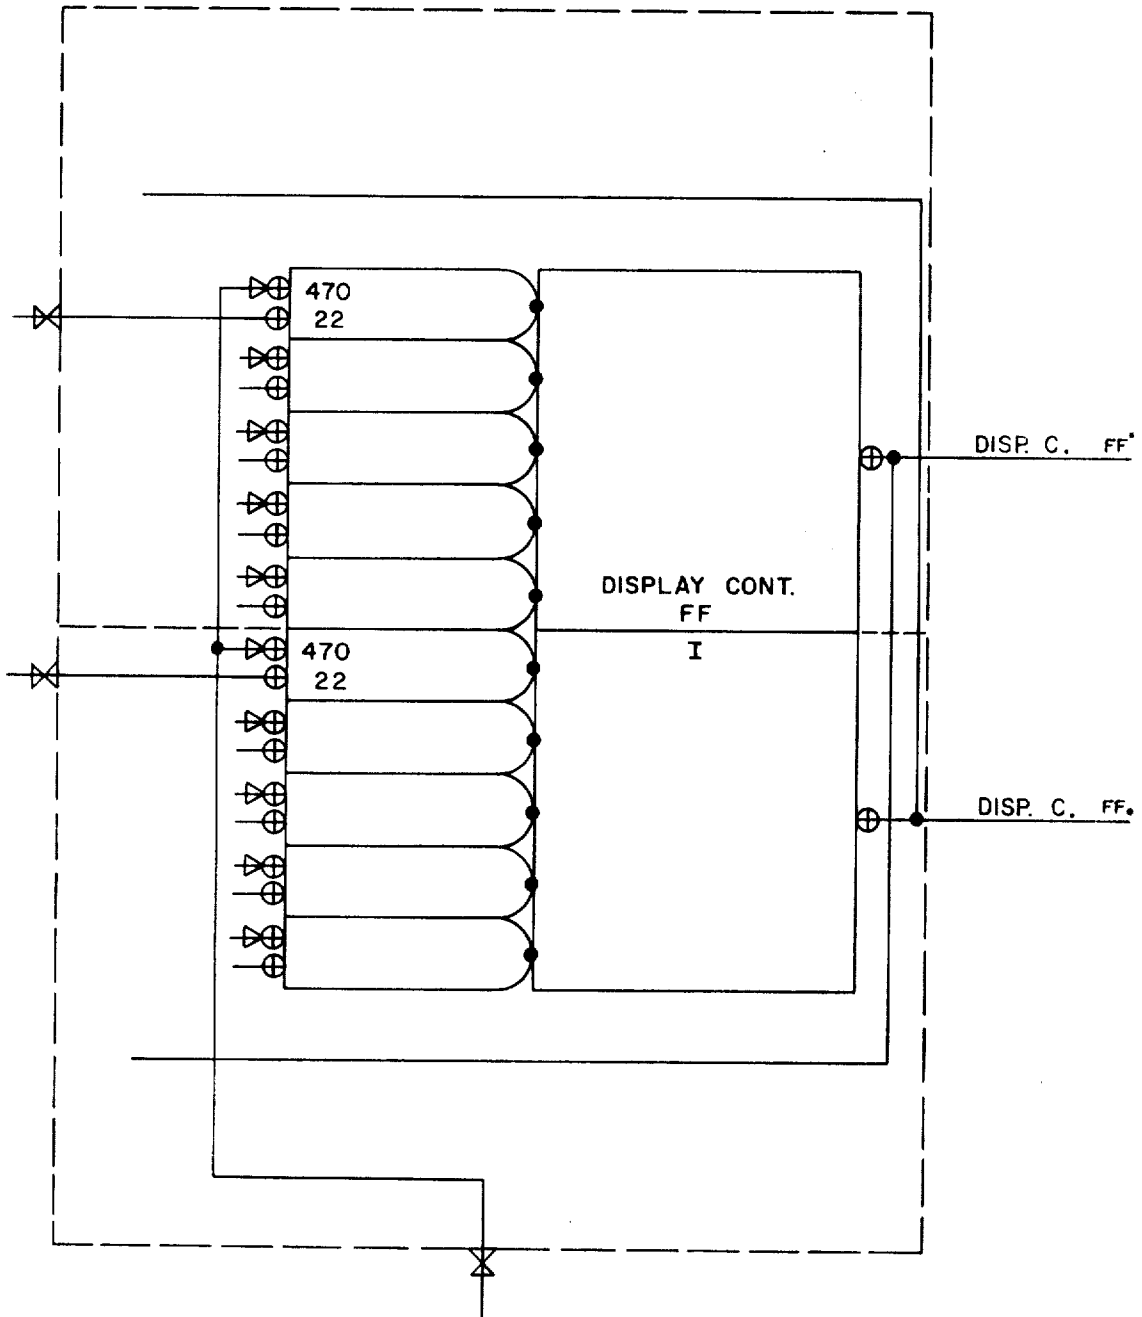 470
22
DISP. C. FF•
DISPLAY CONT.
FF
I
470
22
DISP. C. FF•